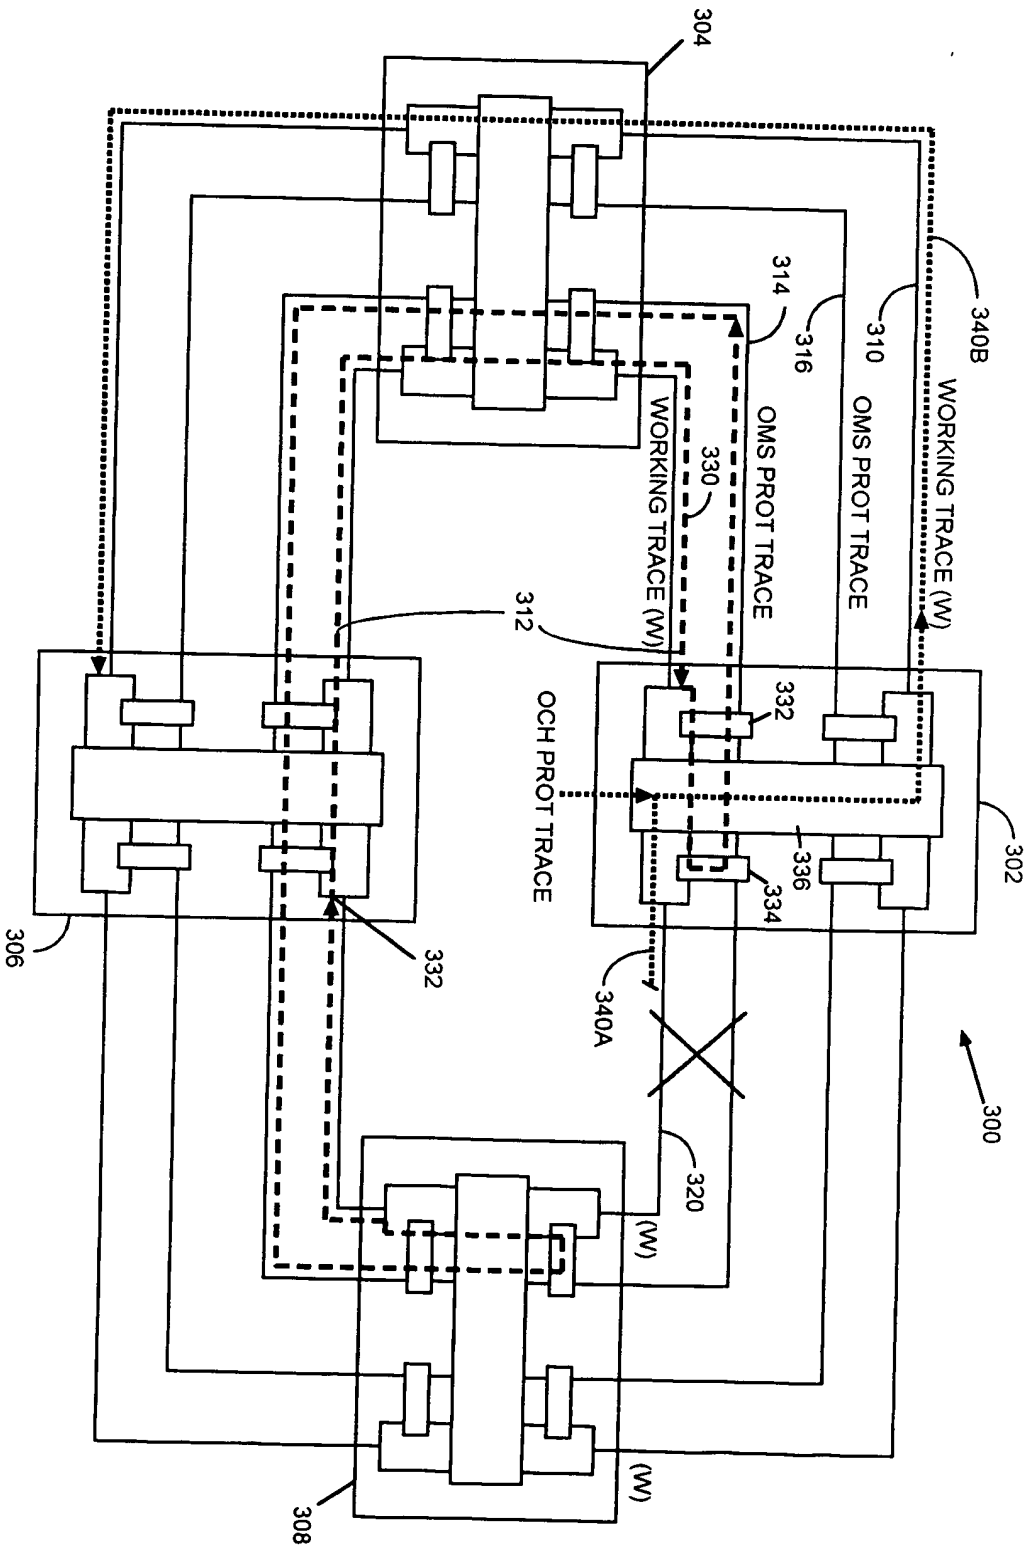 302
300
340B
WORKING TRACE (W)
310
OMS PROT TRACE
316
336
314
332
334
OMS PROT TRACE
304
330
320
WORKING TRACE (W)
(W)
(W)
340A
OCH PROT TRACE
312
332
308
306